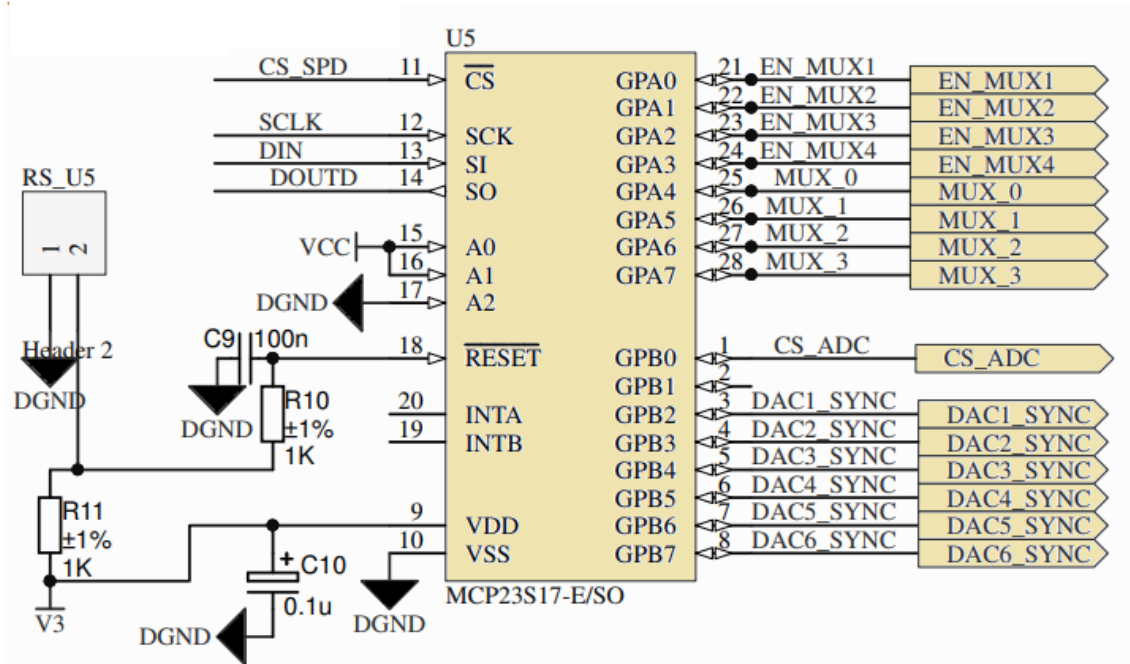 U5
CS_SPD 11 CS GPA0 21 EN_MUX1 EN_MUX1
GPA1 22 EN_MUX2 EN_MUX2
SCLK 12 SCK GPA2 23 EN_MUX3 EN_MUX3
DIN 13 SI GPA3 24 EN_MUX4 EN_MUX4
RS_U5 DOUTD 14 SO GPA4 25 MUX_0 MUX_0
GPA5 26 MUX_1 MUX_1
1 2 VCC 15 A0 GPA6 27 MUX_2 MUX_2
16 A1 GPA7 28 MUX_3 MUX_3
DGND 17 A2
Header 2 C9 100n 18 RESET GPB0 1 CS_ADC CS_ADC
GPB1 2
DGND R10 20 INTA GPB2 3 DAC1_SYNC DAC1_SYNC
DGND ±1% 19 INTB GPB3 4 DAC2_SYNC DAC2_SYNC
1K GPB4 5 DAC3_SYNC DAC3_SYNC
GPB5 6 DAC4_SYNC DAC4_SYNC
R11 9 VDD GPB6 7 DAC5_SYNC DAC5_SYNC
±1% 10 VSS GPB7 8 DAC6_SYNC DAC6_SYNC
1K + C10
MCP23S17-E/SO
V3 0.1u
DGND DGND